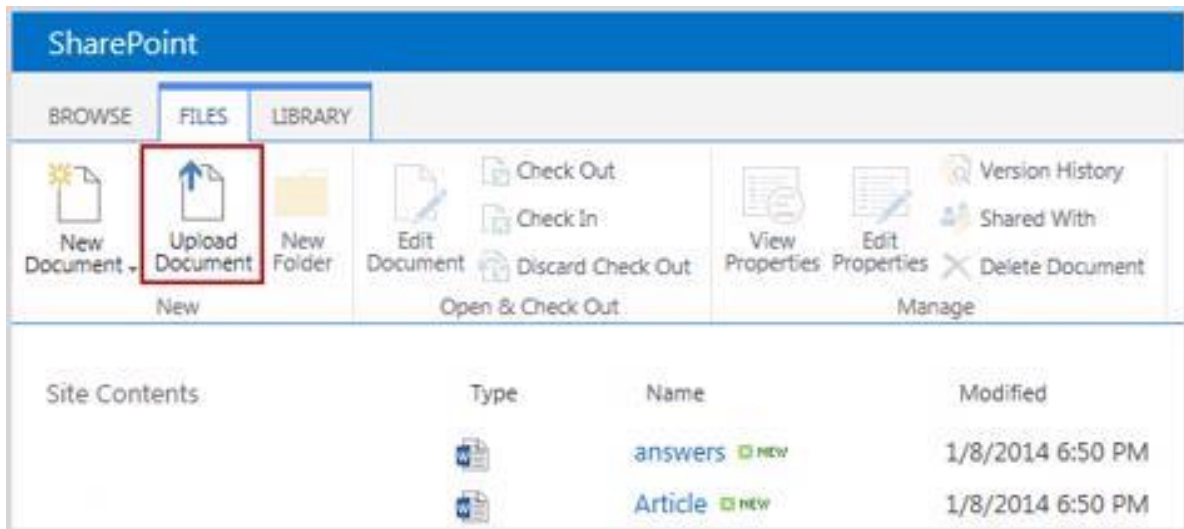 SharePoint
BROWSE FILES LIBRARY
New Document
Upload Document
New Folder
New
Edit Document
Check Out
Check In
Discard Check Out
Open & Check Out
View Properties
Edit Properties
Version History
Shared With
Delete Document
Manage
Site Contents Type Name Modified
answers NEW 1/8/2014 6:50 PM
Article NEW 1/8/2014 6:50 PM